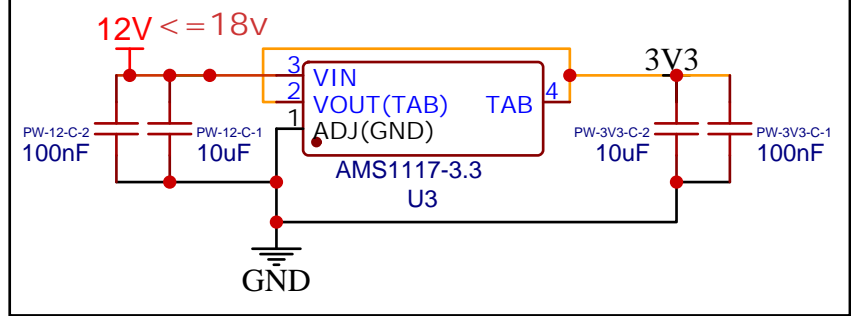 12V <=18v
3V3
3 VIN
2 VOUT(TAB) TAB 4
1 ADJ(GND)
PW-12-C-2 PW-12-C-1 PW-3V3-C-2 PW-3V3-C-1
100nF 10uF 10uF 100nF
AMS1117-3.3
U3
GND